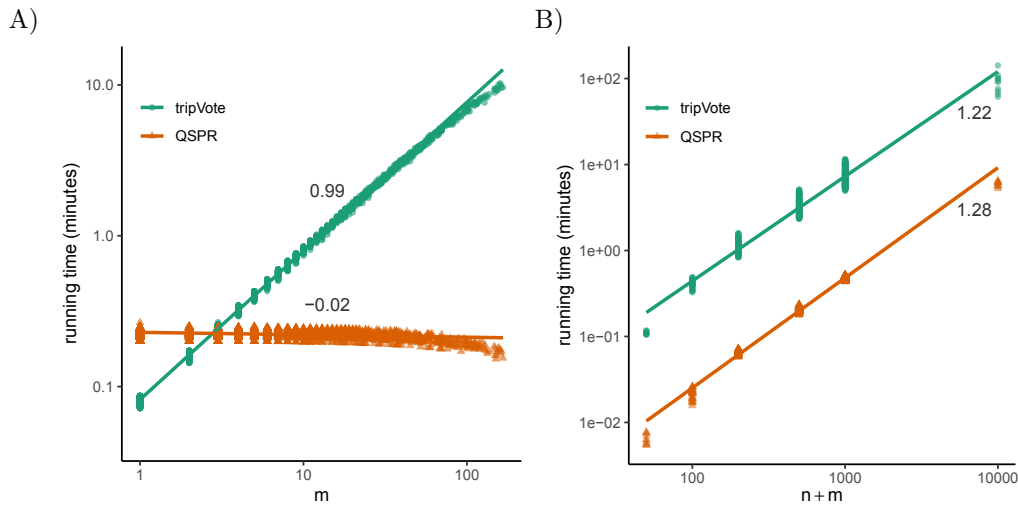 A)
10.0
1.0
0.1
running time (minutes)
tripVote
QSPR
0.99
−0.02
1
10
100
m
B)
1e+02
1e+01
1e+00
1e−01
1e−02
running time (minutes)
tripVote
QSPR
1.22
1.28
100
1000
10000
n + m